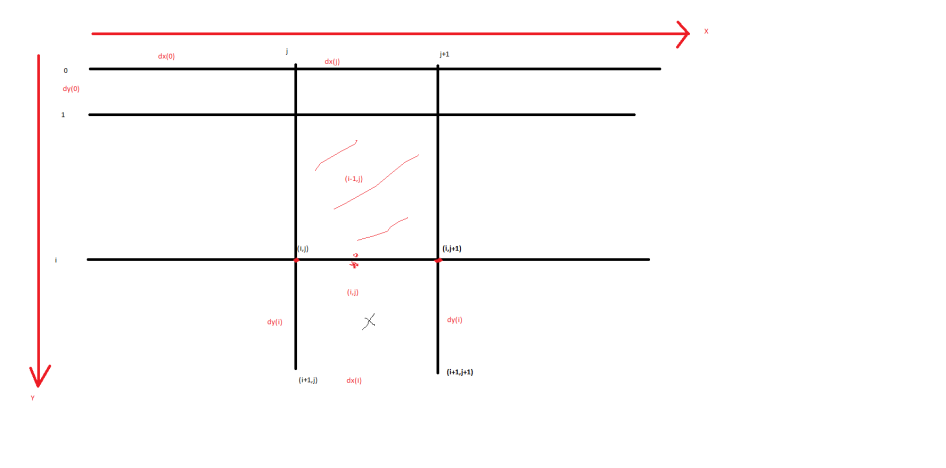 X
j
j+1
dx(0)
dx(j)
0
dy(0)
1
(i-1,j)
(i,j)
(i,j+1)
i
(i,j)
dy(i)
dy(i)
(i+1,j)
dx(i)
(i+1,j+1)
Y